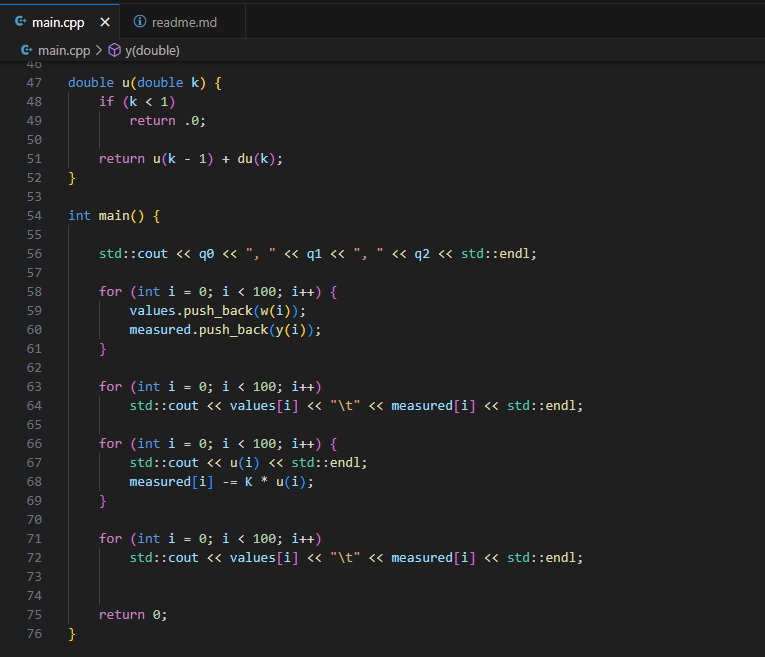 main.cpp readme.md
main.cpp > y(double)
46
47 double u(double k) {
48     if (k < 1)
49         return .0;
50
51     return u(k - 1) + du(k);
52 }
53
54 int main() {
55
56     std::cout << q0 << ", " << q1 << ", " << q2 << std::endl;
57
58     for (int i = 0; i < 100; i++) {
59         values.push_back(w(i));
60         measured.push_back(y(i));
61     }
62
63     for (int i = 0; i < 100; i++)
64         std::cout << values[i] << "\t" << measured[i] << std::endl;
65
66     for (int i = 0; i < 100; i++) {
67         std::cout << u(i) << std::endl;
68         measured[i] -= K * u(i);
69     }
70
71     for (int i = 0; i < 100; i++)
72         std::cout << values[i] << "\t" << measured[i] << std::endl;
73
74
75     return 0;
76 }